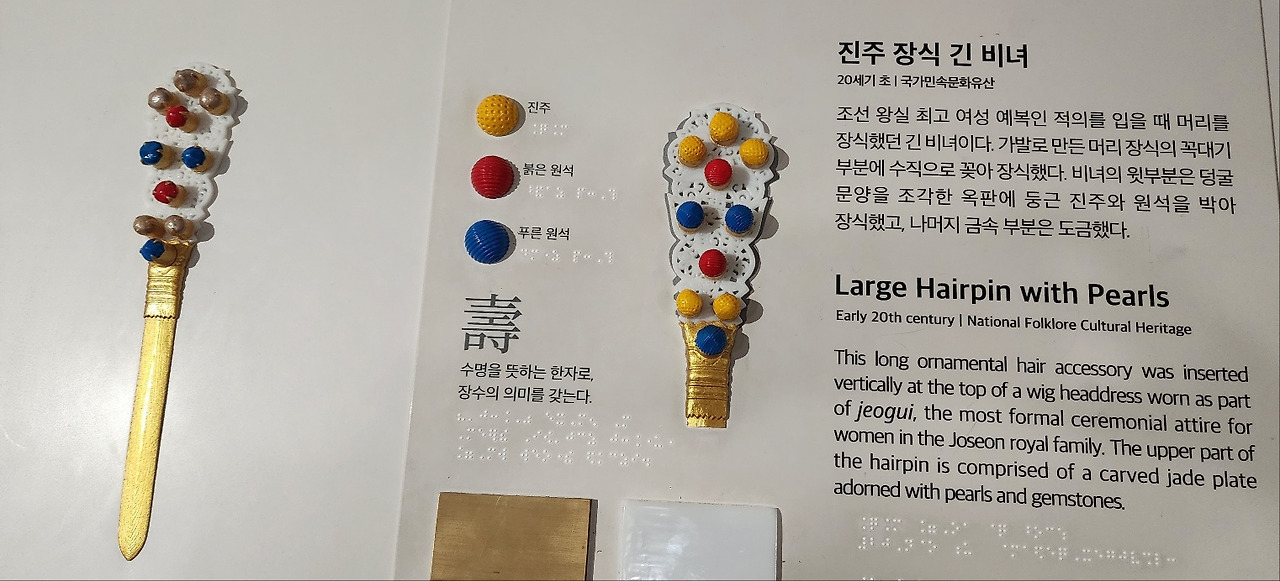 진주
붉은 원석
푸른 원석
壽
수명을 뜻하는 한자로,
장수의 의미를 갖는다.
진주 장식 긴 비녀
20세기 초 | 국가민속문화유산
조선 왕실 최고 여성 예복인 적의를 입을 때 머리를
장식했던 긴 비녀이다. 가발로 만든 머리 장식의 꼭대기
부분에 수직으로 꽂아 장식했다. 비녀의 윗부분은 덩굴
문양을 조각한 옥판에 둥근 진주와 원석을 박아
장식했고, 나머지 금속 부분은 도금했다.
Large Hairpin with Pearls
Early 20th century | National Folklore Cultural Heritage
This long ornamental hair accessory was inserted
vertically at the top of a wig headdress worn as part
of jeogui, the most formal ceremonial attire for
women in the Joseon royal family. The upper part of
the hairpin is comprised of a carved jade plate
adorned with pearls and gemstones.